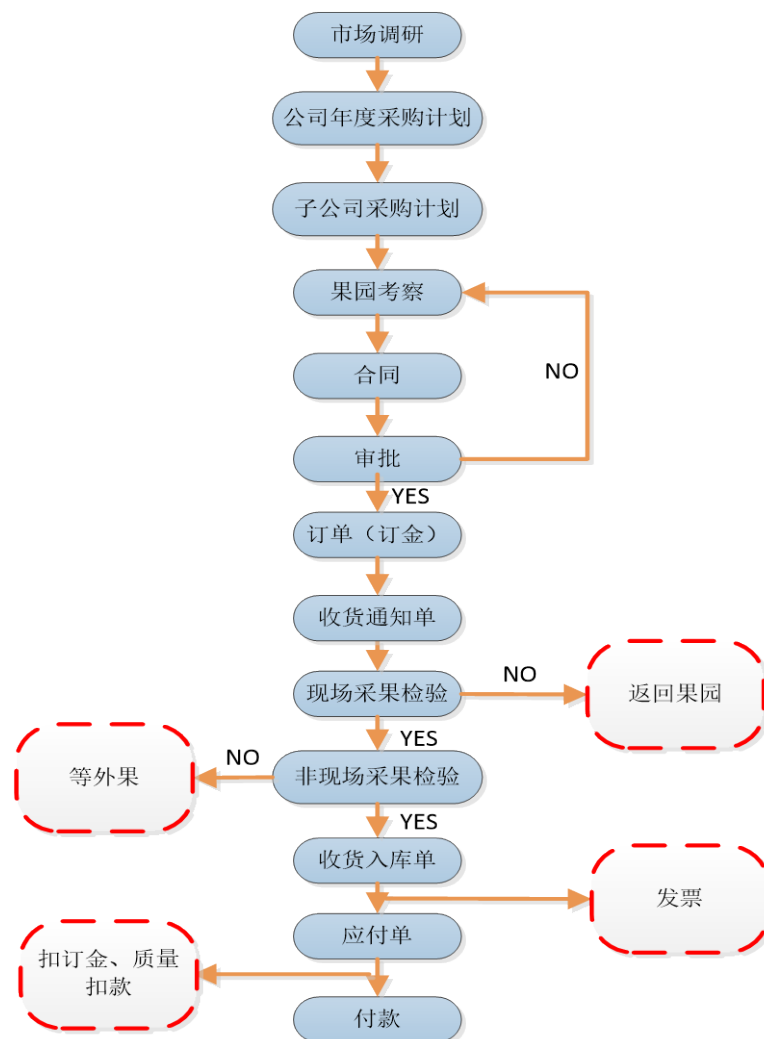 市场调研
公司年度采购计划
子公司采购计划
果园考察
合同
NO
审批
YES
订单（订金）
收货通知单
现场采果检验
NO
返回果园
YES
等外果
NO
非现场采果检验
YES
收货入库单
发票
应付单
扣订金、质量
扣款
付款